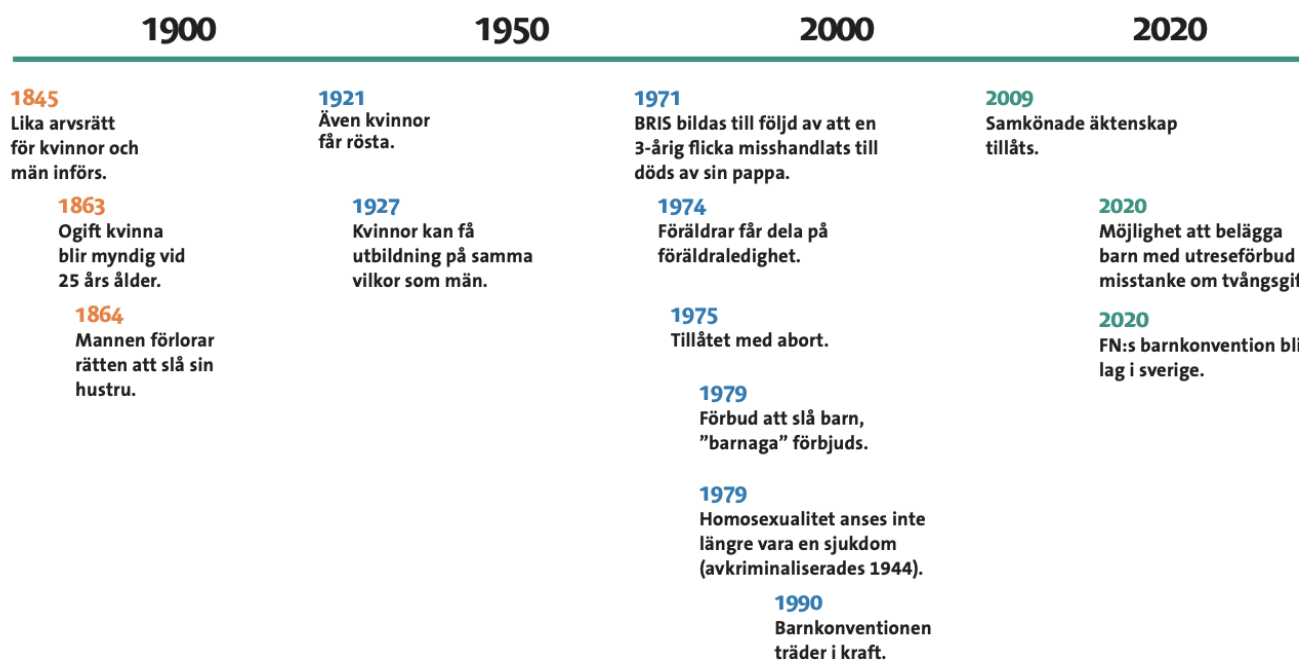 1900
1950
2000
2020
1845
Lika arvsrätt
för kvinnor och
män införs.
1863
Ogift kvinna
blir myndig vid
25 års ålder.
1864
Mannen förlorar
rätten att slå sin
hustru.
1921
Även kvinnor
får rösta.
1927
Kvinnor kan få
utbildning på samma
vilkor som män.
1971
BRIS bildas till följd av att en
3-årig flicka misshandlats till
döds av sin pappa.
1974
Föräldrar får dela på
föräldraledighet.
1975
Tillåtet med abort.
1979
Förbud att slå barn,
”barnaga” förbjuds.
1979
Homosexualitet anses inte
längre vara en sjukdom
(avkriminaliserades 1944).
1990
Barnkonventionen
träder i kraft.
2009
Samkönade äktenskap
tillåts.
2020
Möjlighet att belägga
barn med utreseförbud
misstanke om
2020
FN:s barnkonvention
lag i sverige.